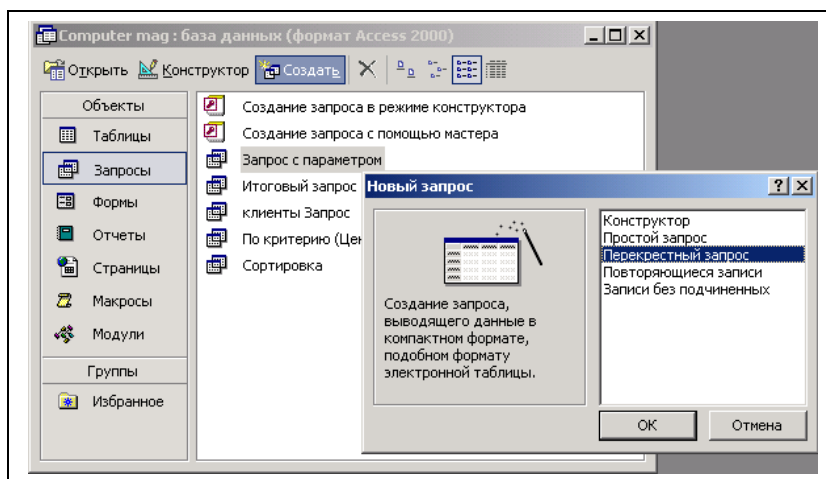 Computer mag : база данных (формат Access 2000)
Открыть Конструктор Создать
Объекты
Таблицы
Запросы
Формы
Отчеты
Страницы
Макросы
Модули
Группы
Избранное
Создание запроса в режиме конструктора
Создание запроса с помощью мастера
Запрос с параметром
Итоговый запрос
клиенты Запрос
По критерию (Цен
Сортировка
Новый запрос
Создание запроса,
выводящего данные в
компактном формате,
подобном формату
электронной таблицы.
Конструктор
Простой запрос
Перекрестный запрос
Повторяющиеся записи
Записи без подчиненных
ОК Отмена